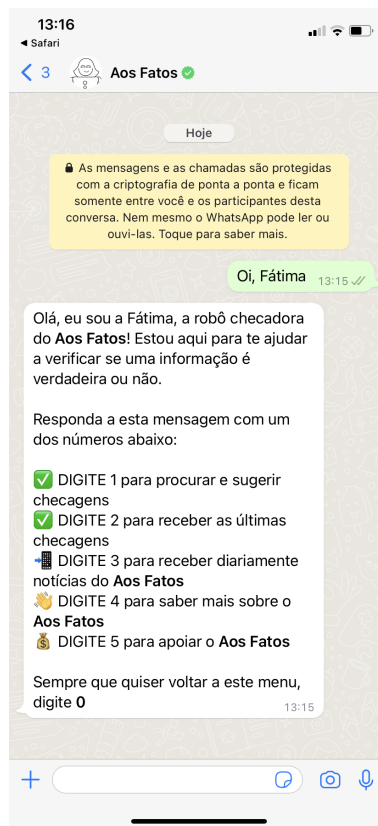 13:16
Safari
3
Aos Fatos
Hoje
As mensagens e as chamadas são protegidas
com a criptografia de ponta a ponta e ficam
somente entre você e os participantes desta
conversa. Nem mesmo o WhatsApp pode ler ou
ouvi-las. Toque para saber mais.
Oi, Fátima 13:15
Olá, eu sou a Fátima, a robô checadora
do Aos Fatos! Estou aqui para te ajudar
a verificar se uma informação é
verdadeira ou não.
Responda a esta mensagem com um
dos números abaixo:
✅ DIGITE 1 para procurar e sugerir
checagens
✅ DIGITE 2 para receber as últimas
checagens
📲 DIGITE 3 para receber diariamente
notícias do Aos Fatos
👋 DIGITE 4 para saber mais sobre o
Aos Fatos
💰 DIGITE 5 para apoiar o Aos Fatos
Sempre que quiser voltar a este menu,
digite 0
13:15